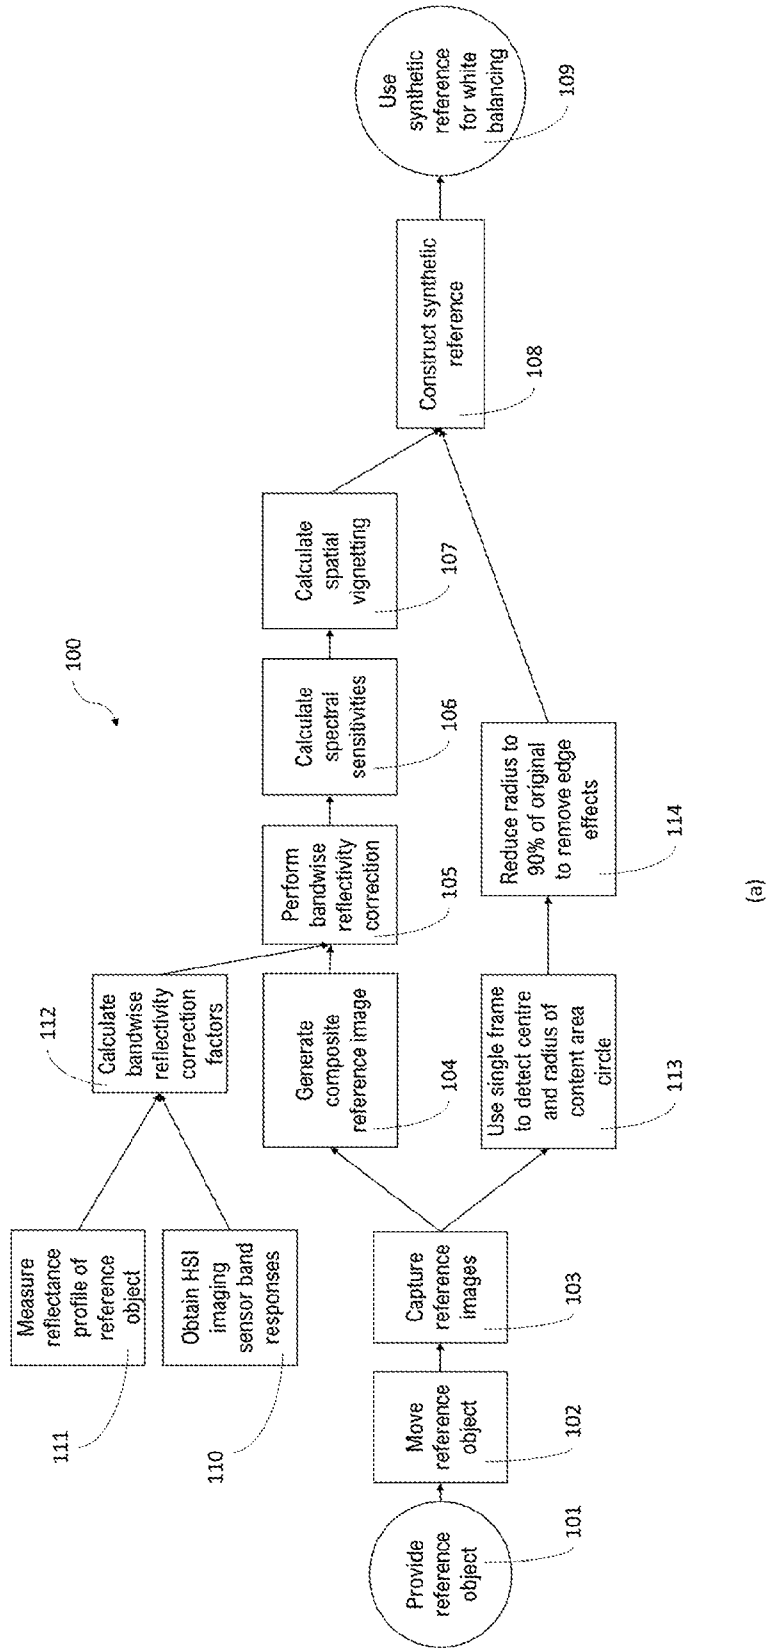 100
Measure
reflectance
profile of
reference
object
111
Obtain HSI
imaging
sensor band
responses
110
Calculate
bandwise
reflectivity
correction
factors
112
Provide
reference
object
101
Move
reference
object
102
Capture
reference
images
103
Generate
composite
reference image
104
Perform
bandwise
reflectivity
correction
105
Calculate
spectral
sensitivities
106
Calculate
spatial
vignetting
107
Use single frame
to detect centre
and radius of
content area
circle
113
Reduce radius to
90% of original
to remove edge
effects
114
Construct synthetic
reference
108
Use
synthetic
reference
for white
balancing
109
(a)